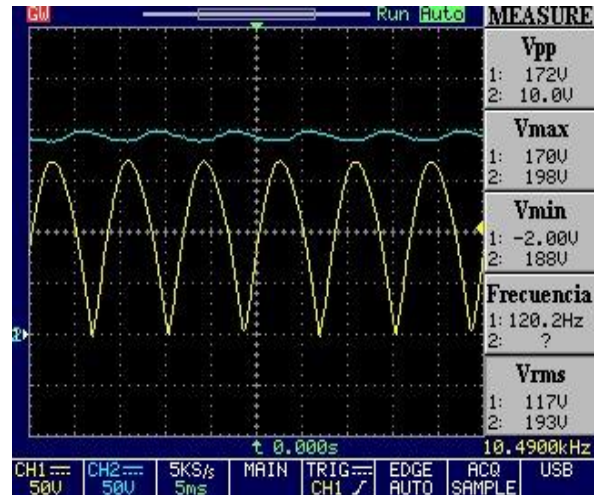 GW Run Auto MEASURE
Vpp
1: 172V
2: 10.0V
Vmax
1: 170V
2: 198V
Vmin
1: -2.00V
2: 188V
Frecuencia
1: 120.2Hz
2: ?
Vrms
1: 117V
2: 193V
0.000s 10.4900kHz
CH1 CH2 5KS/s MAIN TRIG EDGE ACQ USB
50V 50V 5ms CH1 AUTO SAMPLE